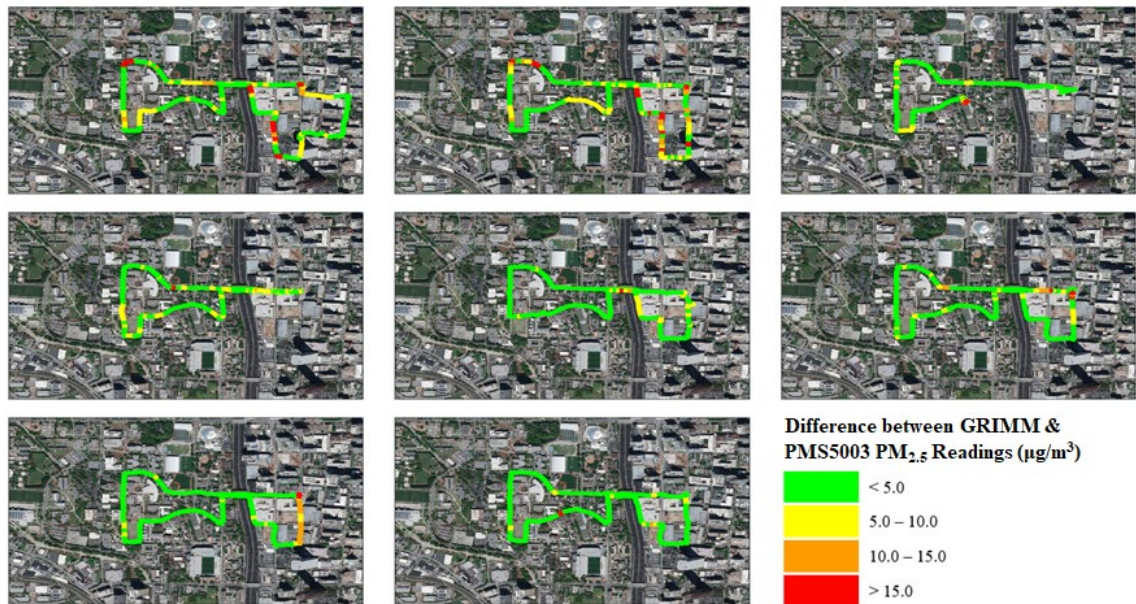 Difference between GRIMM &
PMS5003 PM₂.₅ Readings (µg/m³)
< 5.0
5.0 – 10.0
10.0 – 15.0
> 15.0